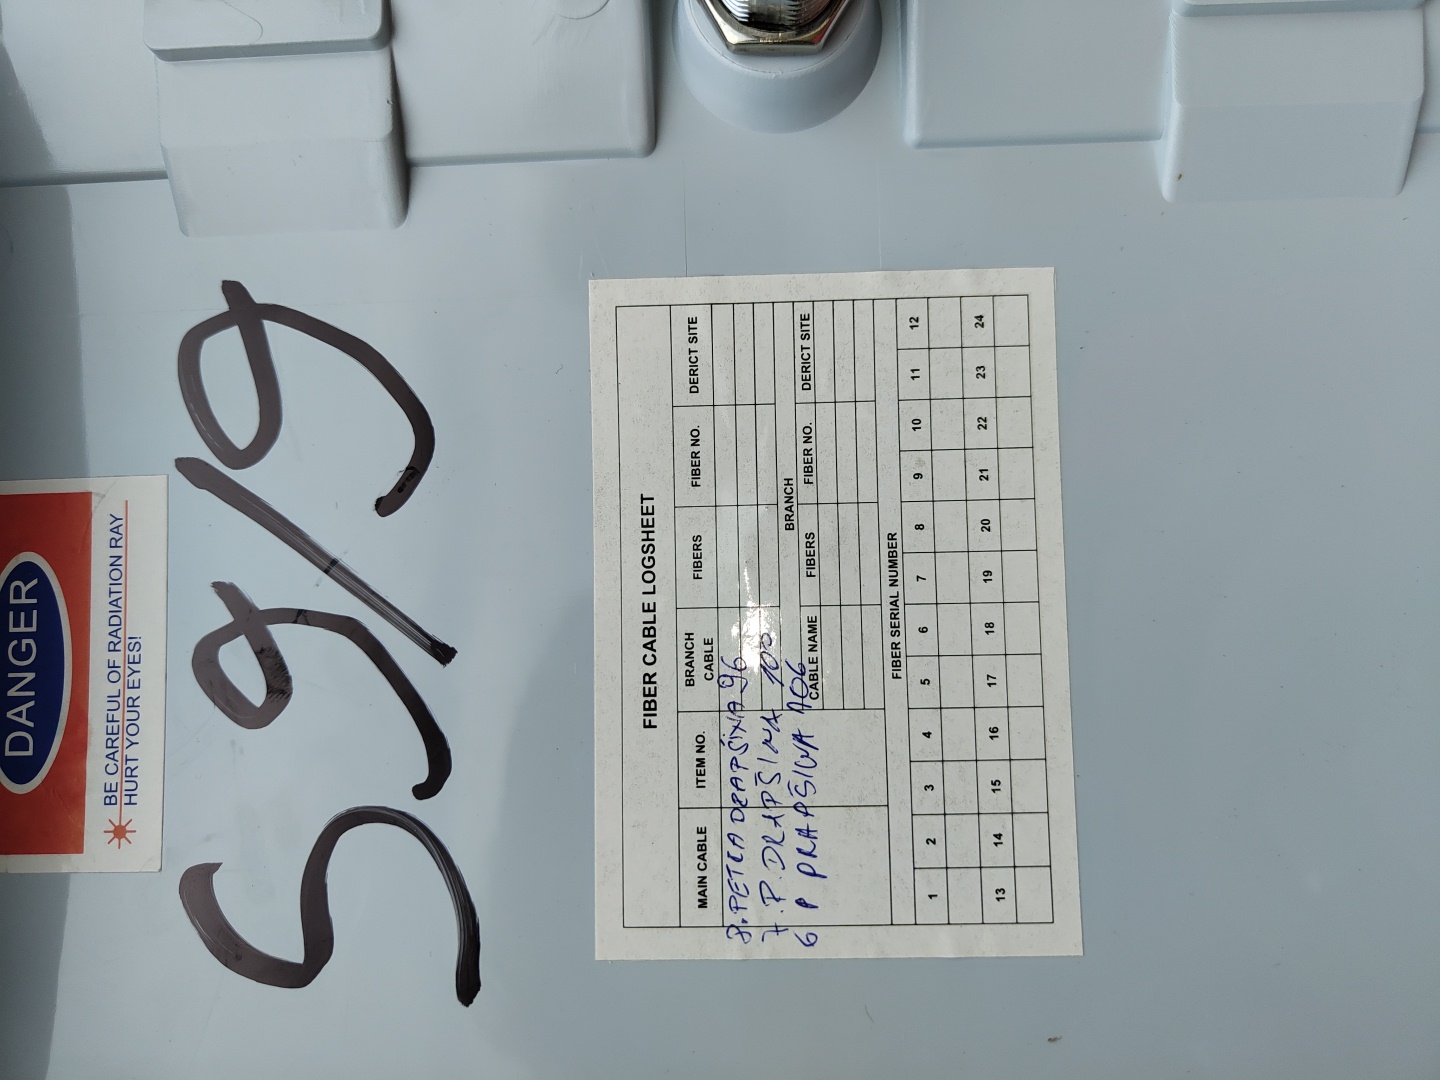 DANGER
BE CAREFUL OF RADIATION RAY
HURT YOUR EYES!
S9/9
FIBER CABLE LOGSHEET
MAIN CABLE ITEM NO. BRANCH CABLE FIBERS FIBER NO. DERICT SITE
8. PETRA DRAPŠINA 96
7. P. DRAPŠINA 100
BRANCH
CABLE NAME FIBERS FIBER NO. DERICT SITE
6 P DRAPŠINA 106
FIBER SERIAL NUMBER
1 2 3 4 5 6 7 8 9 10 11 12
13 14 15 16 17 18 19 20 21 22 23 24